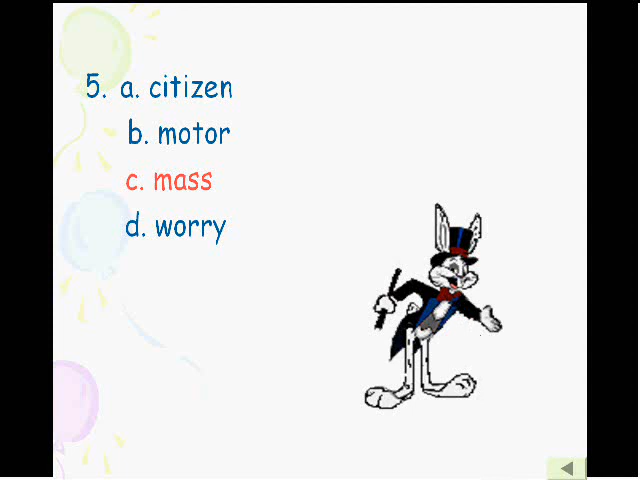 5. a. citizen
b. motor
c. mass
d. worry